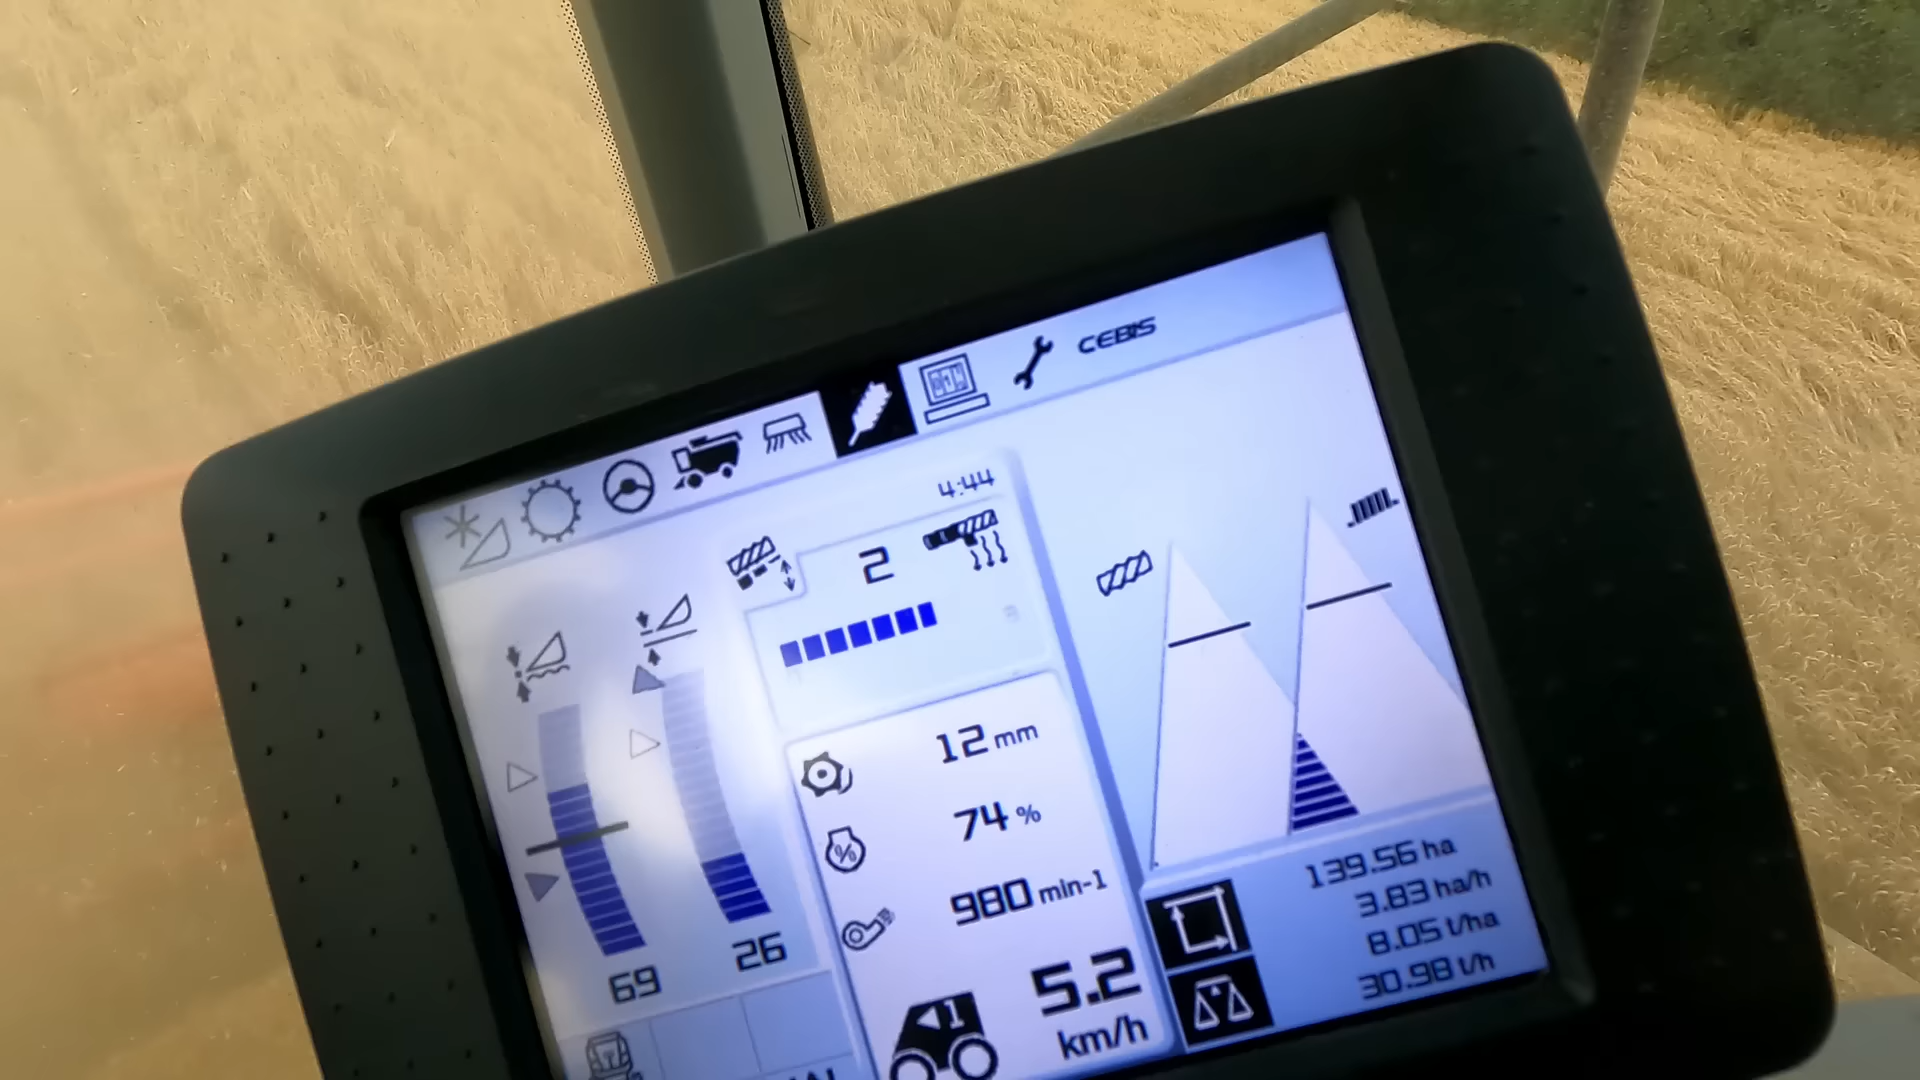 CEBIS
4:44
2
12 mm
74 %
980 min-1
5.2
km/h
1
69
26
139.56 ha
3.83 ha/h
8.05 t/ha
30.98 t/h